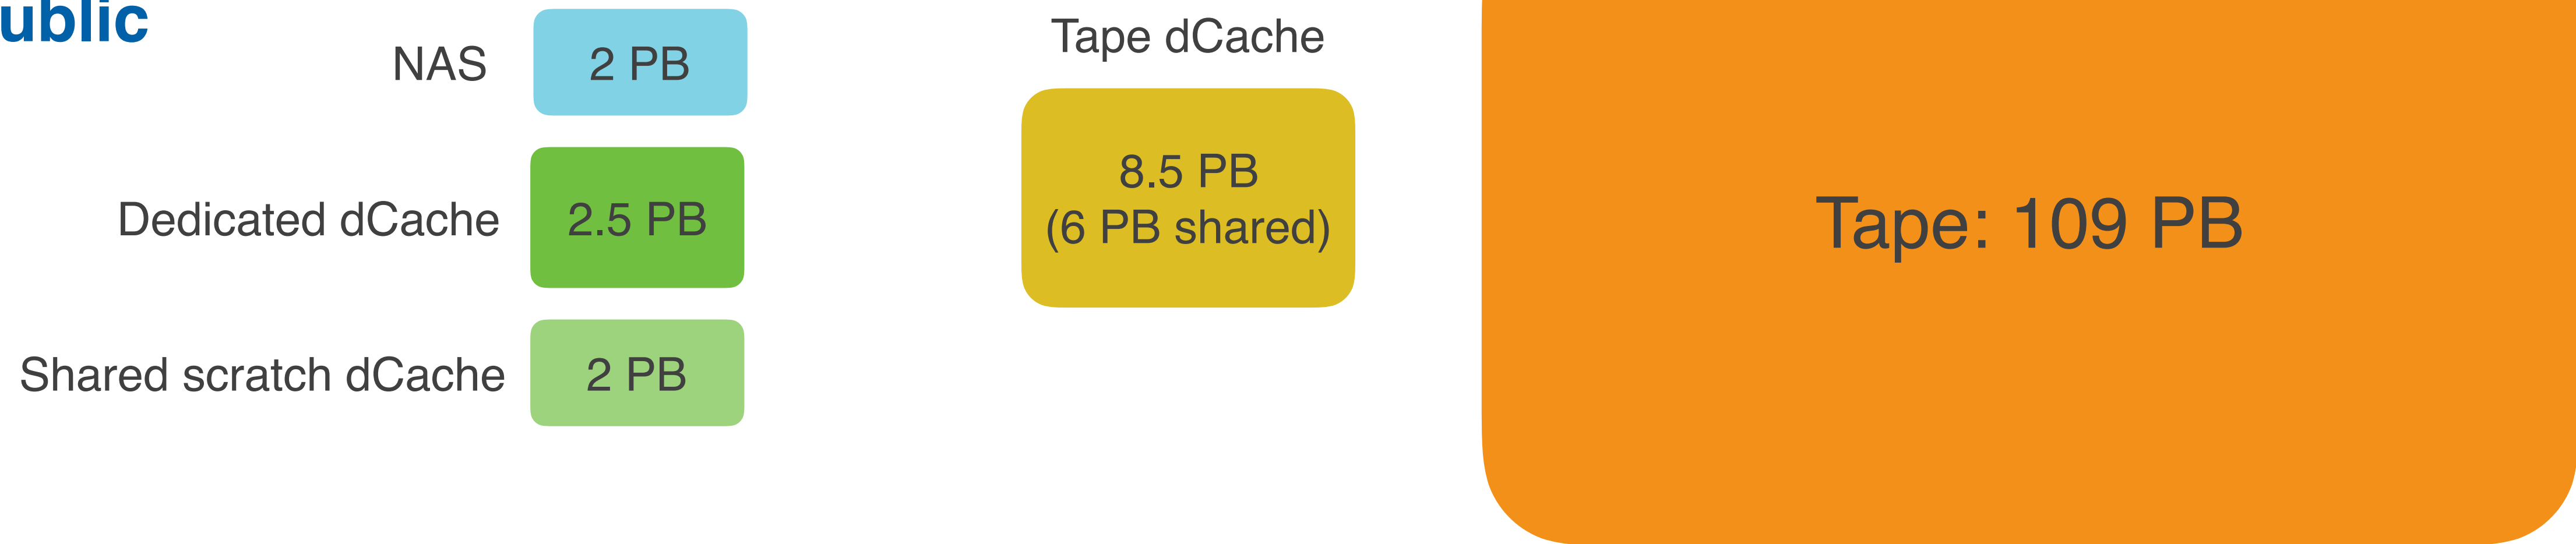 ublic
NAS
2 PB
Dedicated dCache
2.5 PB
Shared scratch dCache
2 PB
Tape dCache
8.5 PB
(6 PB shared)
Tape: 109 PB